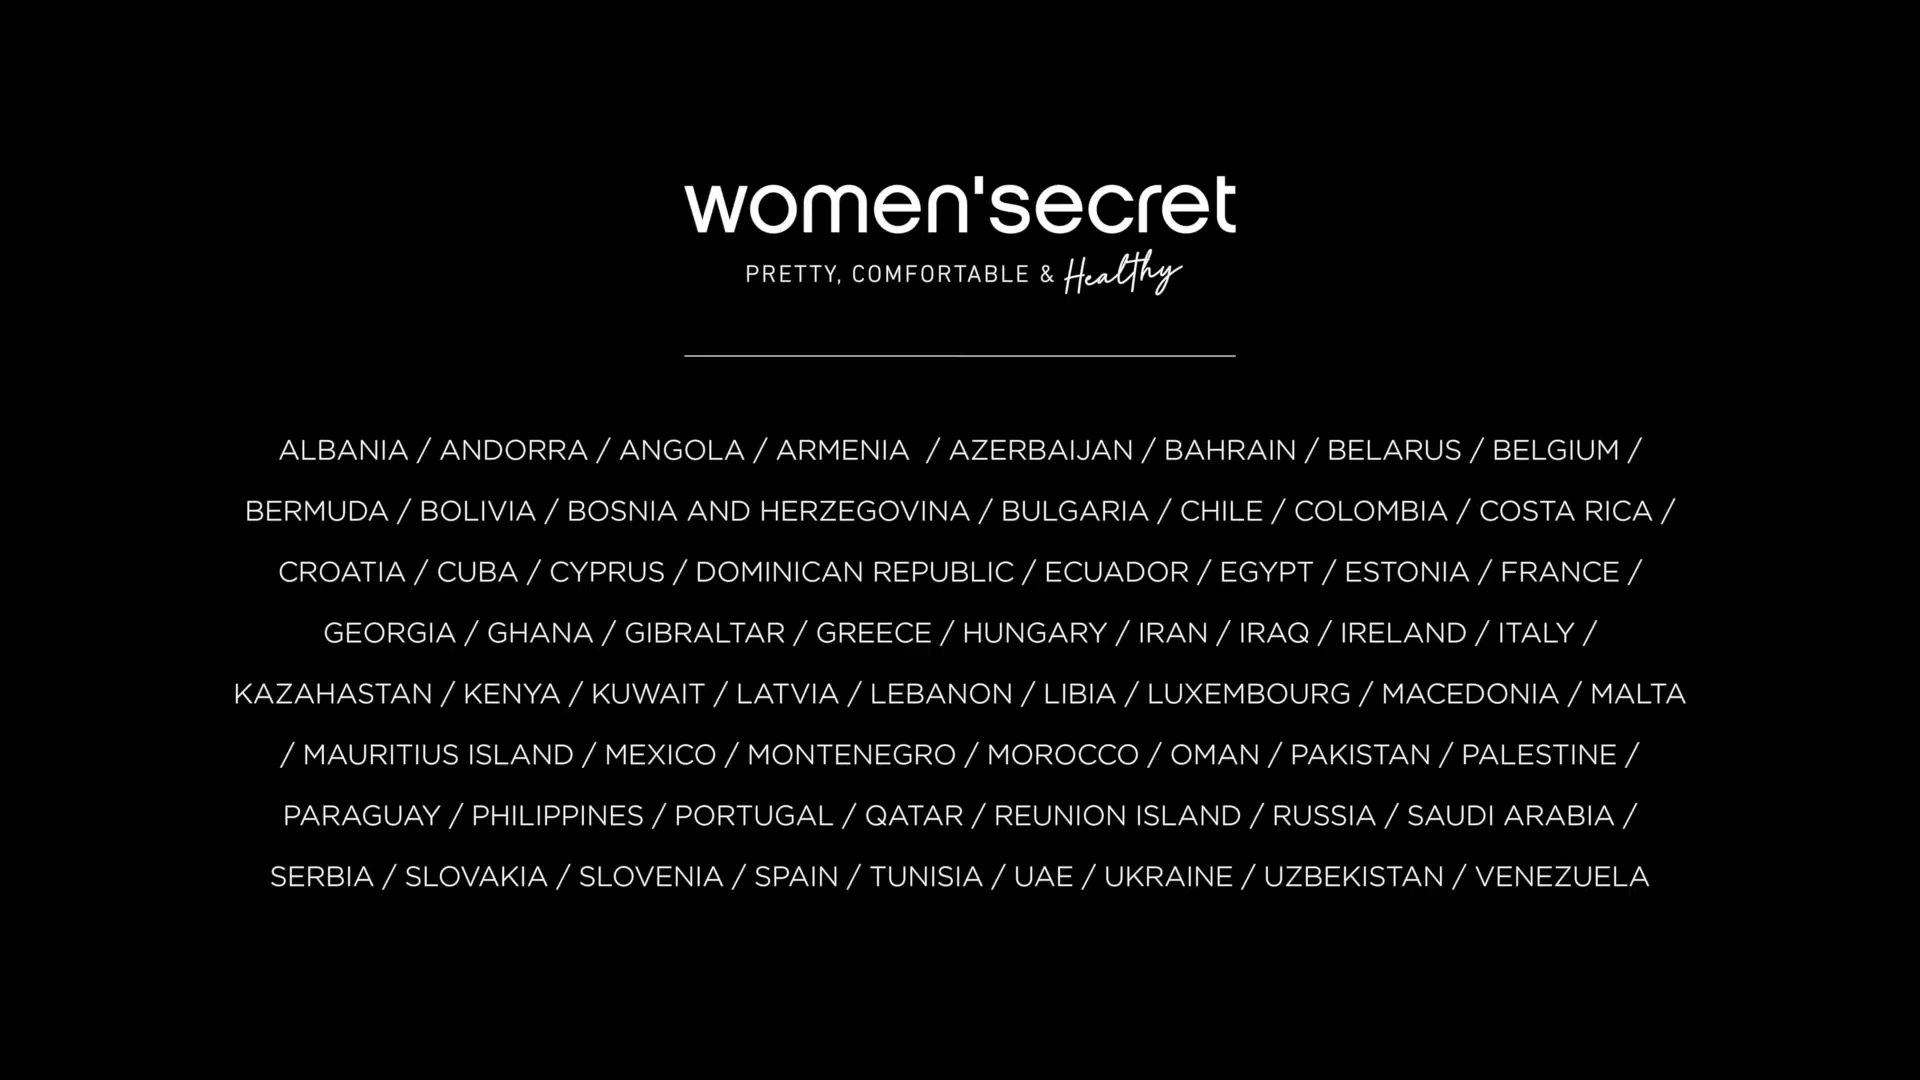 women'secret
PRETTY, COMFORTABLE & Healthy
ALBANIA / ANDORRA / ANGOLA / ARMENIA / AZERBAIJAN / BAHRAIN / BELARUS / BELGIUM /
BERMUDA / BOLIVIA / BOSNIA AND HERZEGOVINA / BULGARIA / CHILE / COLOMBIA / COSTA RICA /
CROATIA / CUBA / CYPRUS / DOMINICAN REPUBLIC / ECUADOR / EGYPT / ESTONIA / FRANCE /
GEORGIA / GHANA / GIBRALTAR / GREECE / HUNGARY / IRAN / IRAQ / IRELAND / ITALY /
KAZAHASTAN / KENYA / KUWAIT / LATVIA / LEBANON / LIBIA / LUXEMBOURG / MACEDONIA / MALTA
/ MAURITIUS ISLAND / MEXICO / MONTENEGRO / MOROCCO / OMAN / PAKISTAN / PALESTINE /
PARAGUAY / PHILIPPINES / PORTUGAL / QATAR / REUNION ISLAND / RUSSIA / SAUDI ARABIA /
SERBIA / SLOVAKIA / SLOVENIA / SPAIN / TUNISIA / UAE / UKRAINE / UZBEKISTAN / VENEZUELA